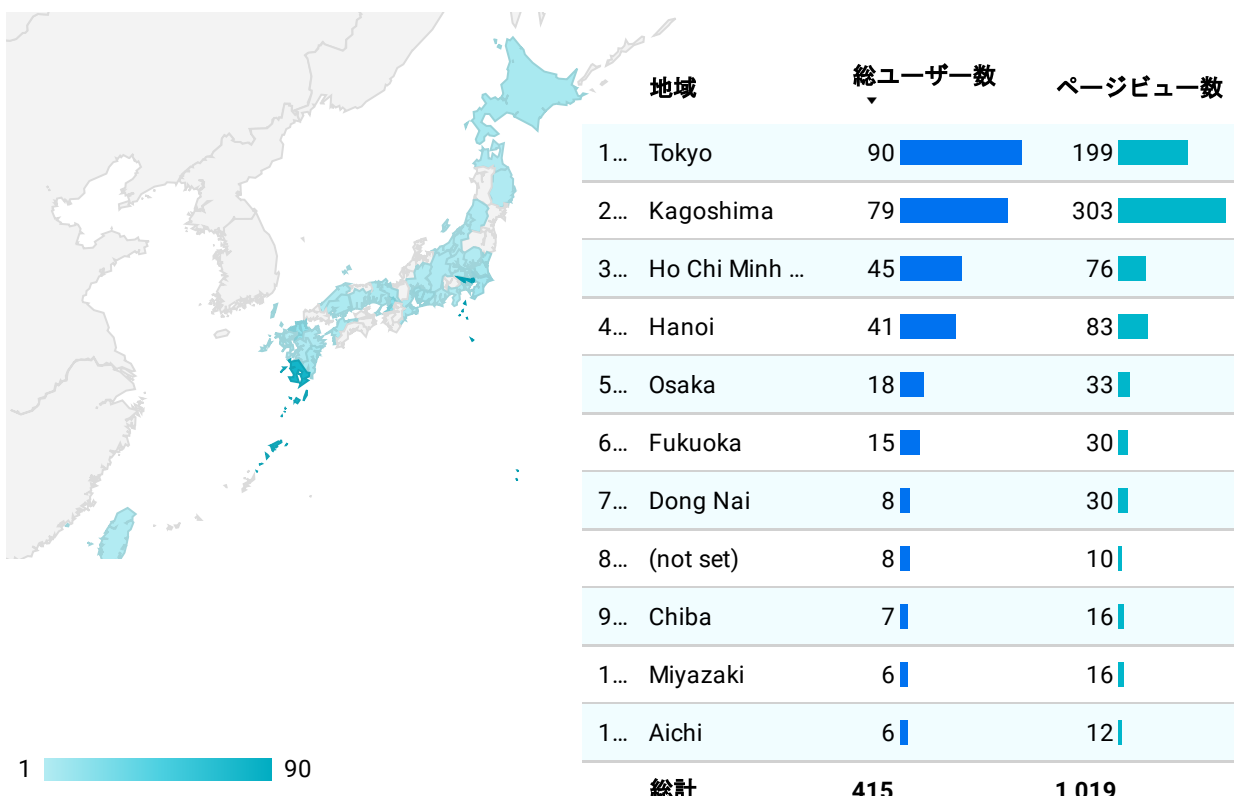 地域 総ユーザー数 ページビュー数
1… Tokyo 90 199
2… Kagoshima 79 303
3… Ho Chi Minh … 45 76
4… Hanoi 41 83
5… Osaka 18 33
6… Fukuoka 15 30
7… Dong Nai 8 30
8… (not set) 8 10
9… Chiba 7 16
1… Miyazaki 6 16
1… Aichi 6 12
1 90
総計 415 1,019